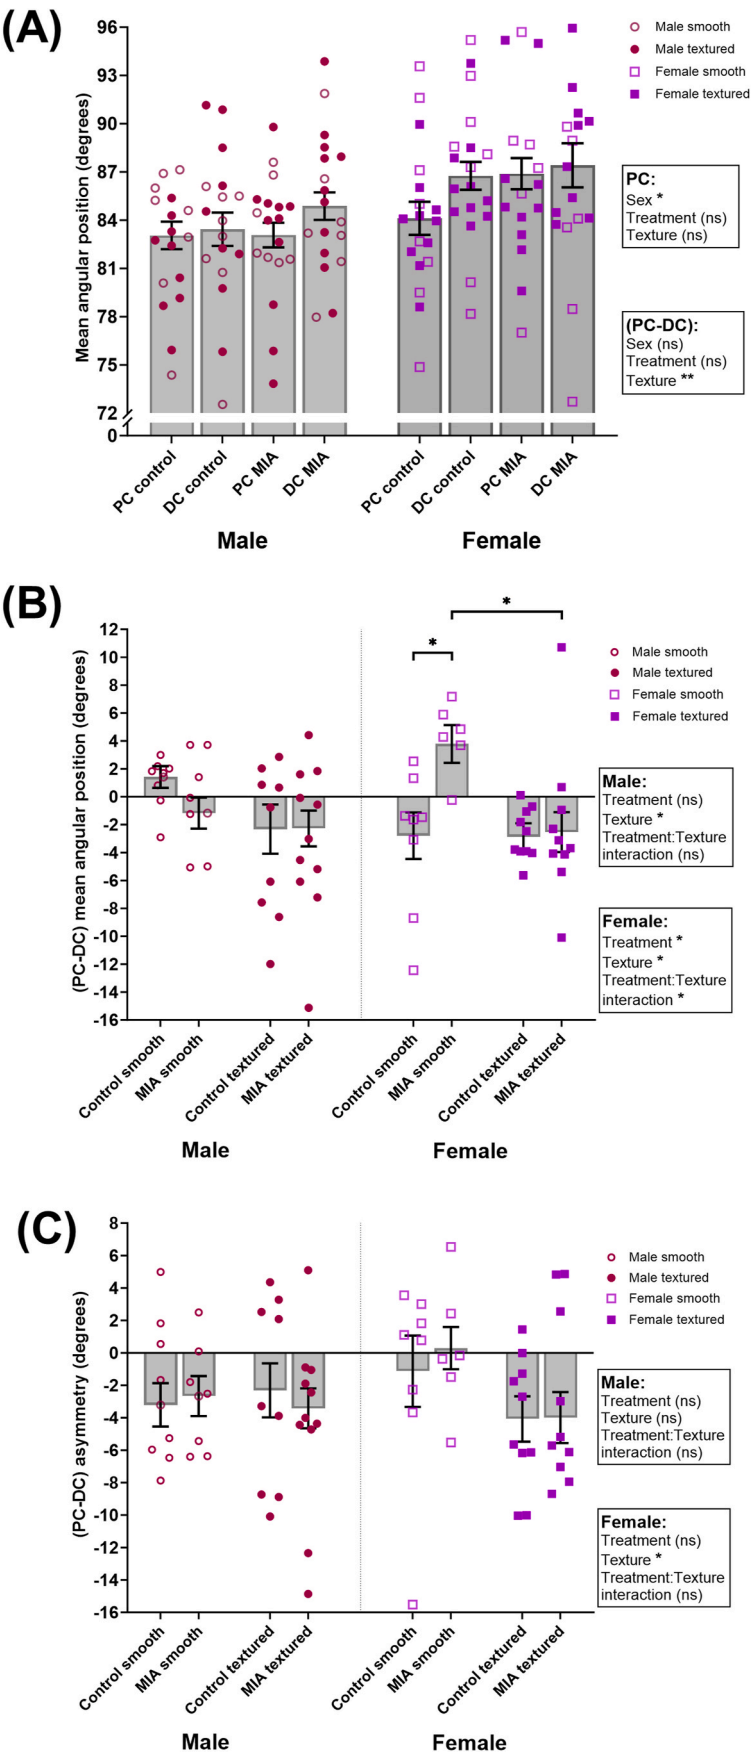 (A)
Mean angular position (degrees)
96
93
90
87
84
81
78
75
72
0
Male smooth
Male textured
Female smooth
Female textured
PC:
Sex *
Treatment (ns)
Texture (ns)
(PC-DC):
Sex (ns)
Treatment (ns)
Texture **
PC control
DC control
PC MIA
DC MIA
PC control
DC control
PC MIA
DC MIA
Male
Female
(B)
(PC-DC) mean angular position (degrees)
12
10
8
6
4
2
0
-2
-4
-6
-8
-10
-12
-14
-16
*
*
Male smooth
Male textured
Female smooth
Female textured
Male:
Treatment (ns)
Texture *
Treatment:Texture
interaction (ns)
Female:
Treatment *
Texture *
Treatment:Texture
interaction *
Control smooth
MIA smooth
Control textured
MIA textured
Control smooth
MIA smooth
Control textured
MIA textured
Male
Female
(C)
(PC-DC) asymmetry (degrees)
8
6
4
2
0
-2
-4
-6
-8
-10
-12
-14
-16
Male smooth
Male textured
Female smooth
Female textured
Male:
Treatment (ns)
Texture (ns)
Treatment:Texture
interaction (ns)
Female:
Treatment (ns)
Texture *
Treatment:Texture
interaction (ns)
Control smooth
MIA smooth
Control textured
MIA textured
Control smooth
MIA smooth
Control textured
MIA textured
Male
Female